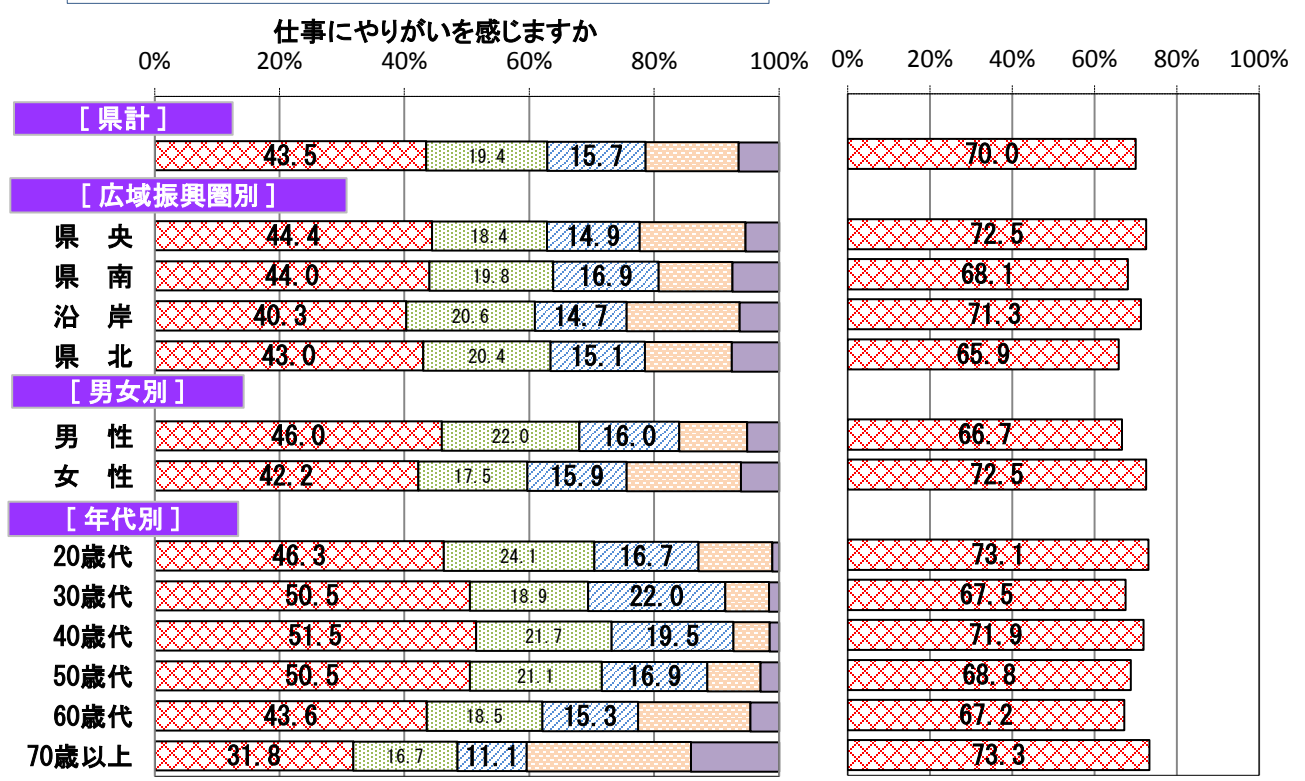 仕事にやりがいを感じますか
0% 20% 40% 60% 80% 100% 0% 20% 40% 60% 80% 100%
[ 県計 ]
43.5 19.4 15.7 70.0
[ 広域振興圏別 ]
県 央 44.4 18.4 14.9 72.5
県 南 44.0 19.8 16.9 68.1
沿 岸 40.3 20.6 14.7 71.3
県 北 43.0 20.4 15.1 65.9
[ 男女別 ]
男 性 46.0 22.0 16.0 66.7
女 性 42.2 17.5 15.9 72.5
[ 年代別 ]
20歳代 46.3 24.1 16.7 73.1
30歳代 50.5 18.9 22.0 67.5
40歳代 51.5 21.7 19.5 71.9
50歳代 50.5 21.1 16.9 68.8
60歳代 43.6 18.5 15.3 67.2
70歳以上 31.8 16.7 11.1 73.3